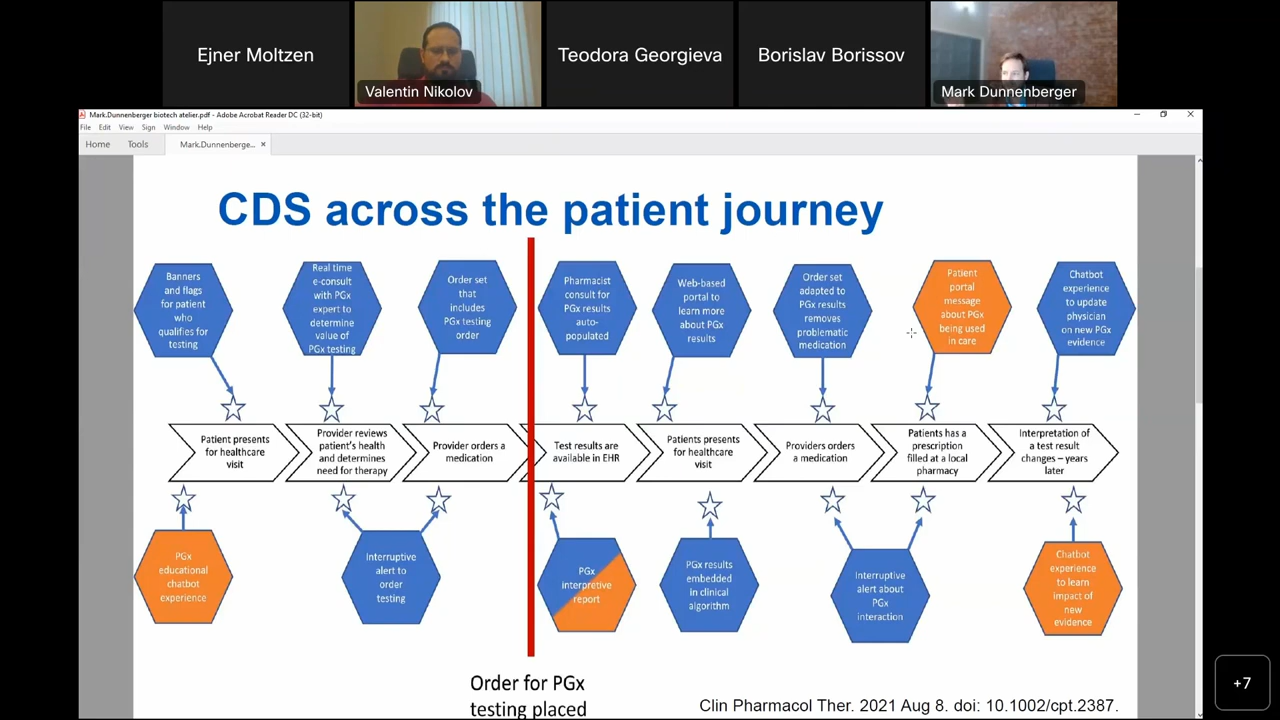 Ejner Moltzen
Valentin Nikolov
Teodora Georgieva
Borislav Borissov
Mark Dunnenberger
Mark.Dunnenberger biotech atelier.pdf - Adobe Acrobat Reader DC (32-bit)
File Edit View Sign Window Help
Home Tools Mark.Dunnenberge... ×
CDS across the patient journey
Banners
and flags
for patient
who
qualifies for
testing
Real time
e-consult
with PGx
expert to
determine
value of
PGx testing
Order set
that
includes
PGx testing
order
Pharmacist
consult for
PGx results
auto-
populated
Web-based
portal to
learn more
about PGx
results
Order set
adapted to
PGx results
removes
problematic
medication
Patient
portal
message
about PGx
being used
in care
Chatbot
experience
to update
physician
on new PGx
evidence
Patient presents
for healthcare
visit
Provider reviews
patient's health
and determines
need for therapy
Provider orders a
medication
Test results are
available in EHR
Patients presents
for healthcare
visit
Providers orders
a medication
Patients has a
prescription
filled at a local
pharmacy
Interpretation of
a test result
changes – years
later
PGx
educational
chatbot
experience
Interruptive
alert to
order
testing
PGx
interpretive
report
PGx results
embedded
in clinical
algorithm
Interruptive
alert about
PGx
interaction
Chatbot
experience
to learn
impact of
new
evidence
Order for PGx
testing placed
Clin Pharmacol Ther. 2021 Aug 8. doi: 10.1002/cpt.2387.
+7